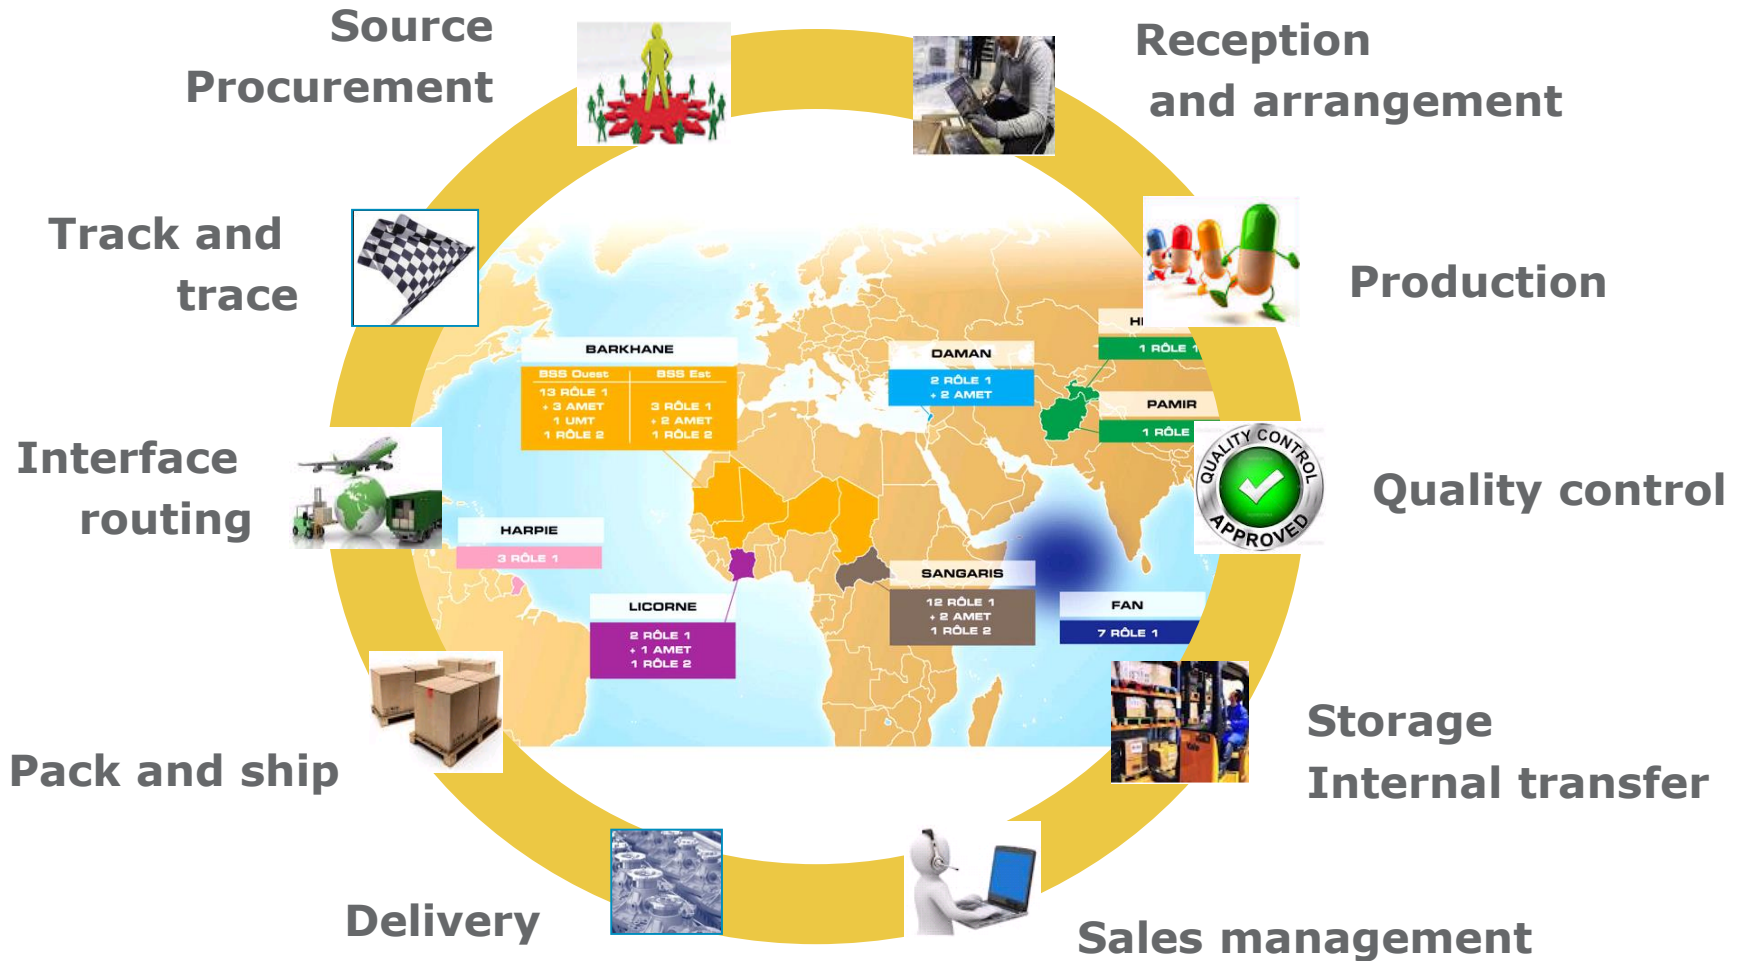 Source
Procurement
Reception
and arrangement
Track and
trace
Production
Interface
routing
Quality control
Pack and ship
Storage
Internal transfer
Delivery
Sales management
BARKHANE
BSS Ouest
13 RÔLE 1
+ 3 AMET
1 UMT
1 RÔLE 2
BSS Est
3 RÔLE 1
+ 2 AMET
1 RÔLE 2
DAMAN
2 RÔLE 1
+ 2 AMET
1 RÔLE 1
PAMIR
1 RÔLE
QUALITY CONTROL
APPROVED
HARPIE
3 RÔLE 1
LICORNE
2 RÔLE 1
+ 1 AMET
1 RÔLE 2
SANGARIS
12 RÔLE 1
+ 2 AMET
1 RÔLE 2
FAN
7 RÔLE 1